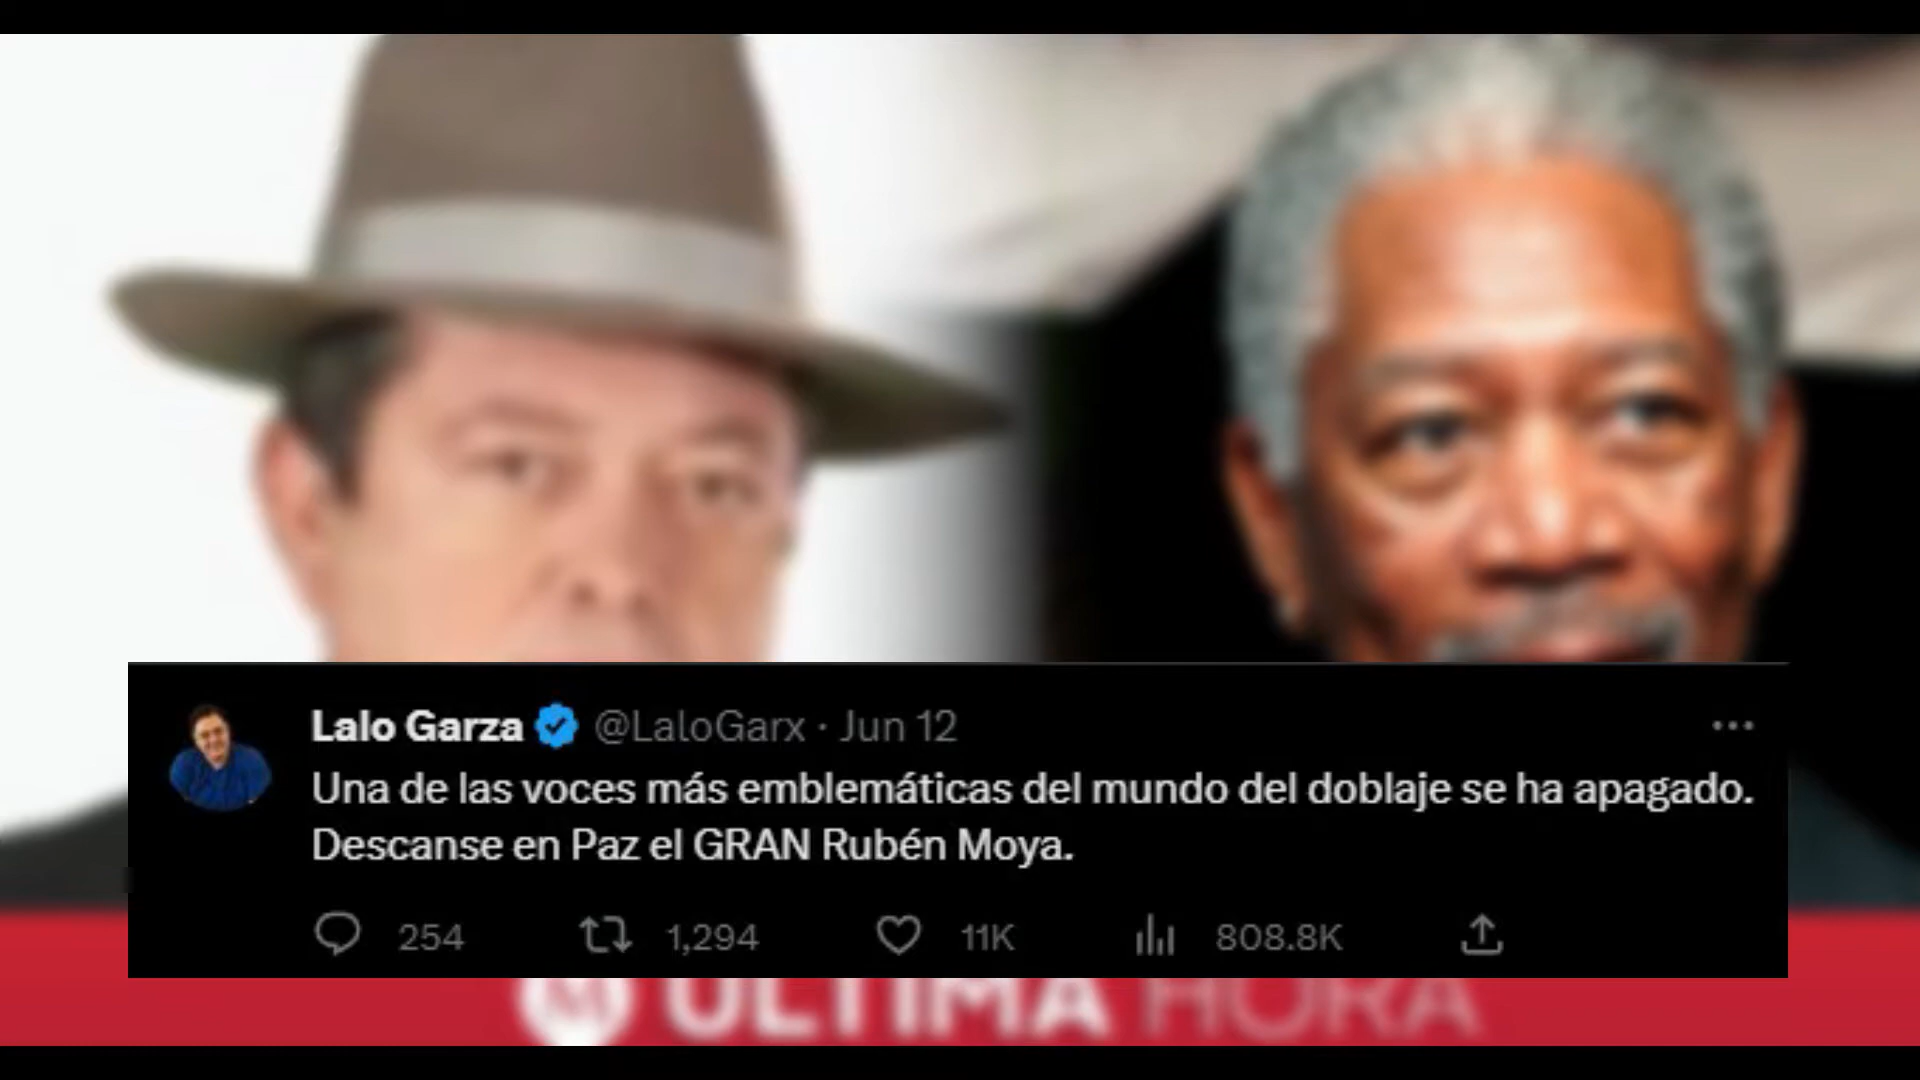 Lalo Garza @LaloGarx · Jun 12
Una de las voces más emblemáticas del mundo del doblaje se ha apagado.
Descanse en Paz el GRAN Rubén Moya.
254 1,294 11K 808.8K
M ÚLTIMA HORA